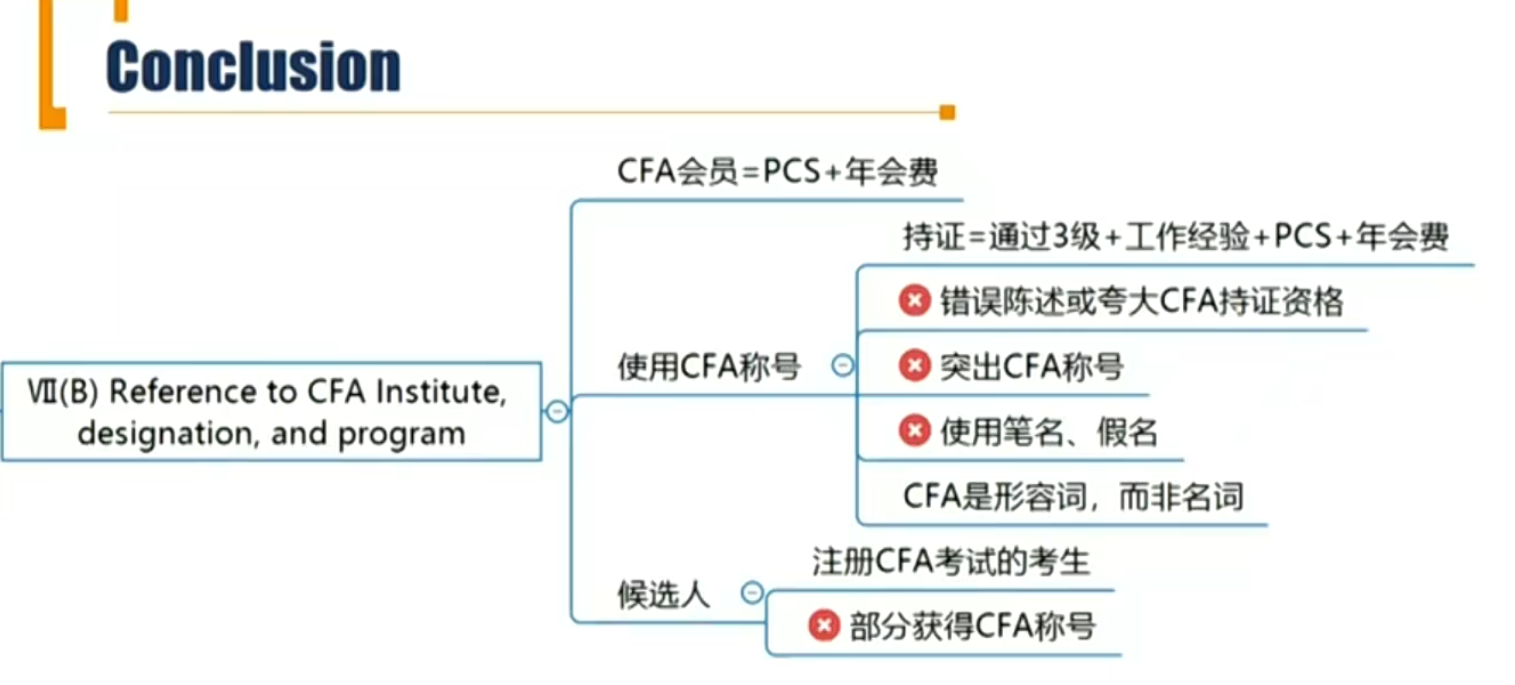 Conclusion
CFA会员=PCS+年会费
持证=通过3级+工作经验+PCS+年会费
错误陈述或夸大CFA持证资格
使用CFA称号
突出CFA称号
Ⅶ(B) Reference to CFA Institute,
designation, and program
使用笔名、假名
CFA是形容词，而非名词
注册CFA考试的考生
候选人
部分获得CFA称号